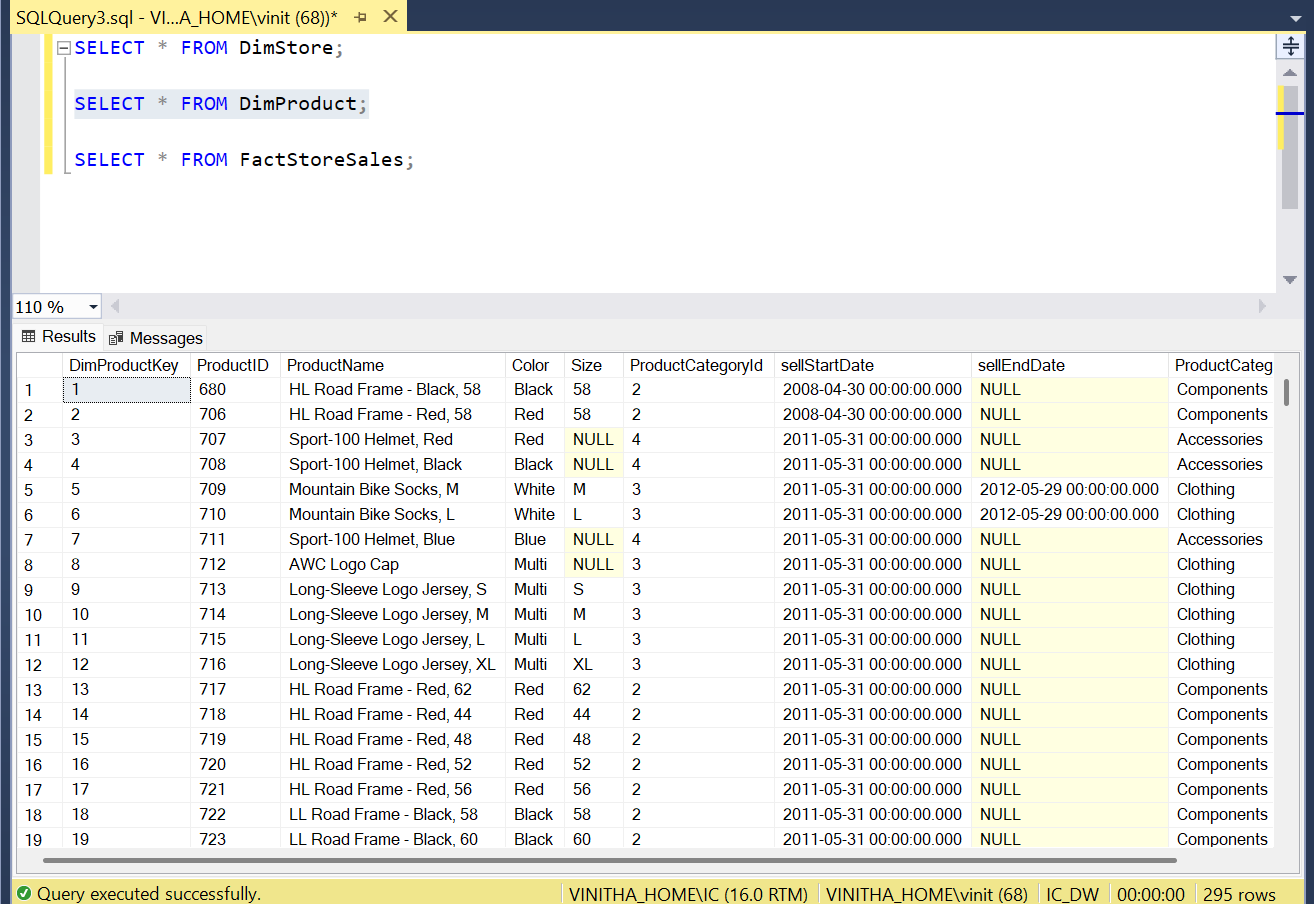 SQLQuery3.sql - VI...A_HOME\vinit (68))*
SELECT * FROM DimStore;
SELECT * FROM DimProduct;
SELECT * FROM FactStoreSales;
110 %
Results Messages
DimProductKey ProductID ProductName Color Size ProductCategoryId sellStartDate sellEndDate ProductCateg
1 1 680 HL Road Frame - Black, 58 Black 58 2 2008-04-30 00:00:00.000 NULL Components
2 2 706 HL Road Frame - Red, 58 Red 58 2 2008-04-30 00:00:00.000 NULL Components
3 3 707 Sport-100 Helmet, Red Red NULL 4 2011-05-31 00:00:00.000 NULL Accessories
4 4 708 Sport-100 Helmet, Black Black NULL 4 2011-05-31 00:00:00.000 NULL Accessories
5 5 709 Mountain Bike Socks, M White M 3 2011-05-31 00:00:00.000 2012-05-29 00:00:00.000 Clothing
6 6 710 Mountain Bike Socks, L White L 3 2011-05-31 00:00:00.000 2012-05-29 00:00:00.000 Clothing
7 7 711 Sport-100 Helmet, Blue Blue NULL 4 2011-05-31 00:00:00.000 NULL Accessories
8 8 712 AWC Logo Cap Multi NULL 3 2011-05-31 00:00:00.000 NULL Clothing
9 9 713 Long-Sleeve Logo Jersey, S Multi S 3 2011-05-31 00:00:00.000 NULL Clothing
10 10 714 Long-Sleeve Logo Jersey, M Multi M 3 2011-05-31 00:00:00.000 NULL Clothing
11 11 715 Long-Sleeve Logo Jersey, L Multi L 3 2011-05-31 00:00:00.000 NULL Clothing
12 12 716 Long-Sleeve Logo Jersey, XL Multi XL 3 2011-05-31 00:00:00.000 NULL Clothing
13 13 717 HL Road Frame - Red, 62 Red 62 2 2011-05-31 00:00:00.000 NULL Components
14 14 718 HL Road Frame - Red, 44 Red 44 2 2011-05-31 00:00:00.000 NULL Components
15 15 719 HL Road Frame - Red, 48 Red 48 2 2011-05-31 00:00:00.000 NULL Components
16 16 720 HL Road Frame - Red, 52 Red 52 2 2011-05-31 00:00:00.000 NULL Components
17 17 721 HL Road Frame - Red, 56 Red 56 2 2011-05-31 00:00:00.000 NULL Components
18 18 722 LL Road Frame - Black, 58 Black 58 2 2011-05-31 00:00:00.000 NULL Components
19 19 723 LL Road Frame - Black, 60 Black 60 2 2011-05-31 00:00:00.000 NULL Components
Query executed successfully. VINITHA_HOME\IC (16.0 RTM) VINITHA_HOME\vinit (68) IC_DW 00:00:00 295 rows